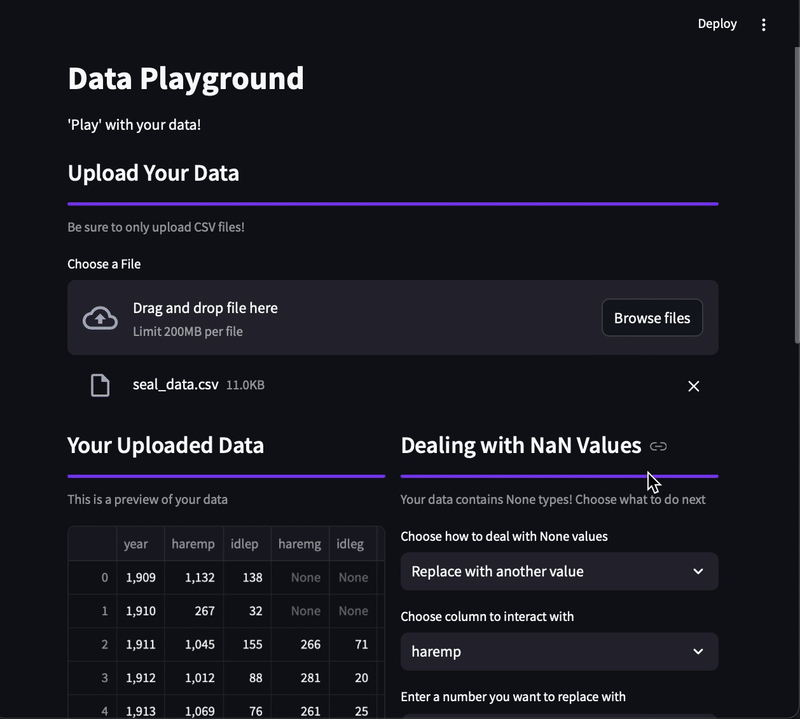 Deploy
Data Playground
'Play' with your data!
Upload Your Data
Be sure to only upload CSV files!
Choose a File
Drag and drop file here
Limit 200MB per file
Browse files
seal_data.csv 11.0KB
Your Uploaded Data
This is a preview of your data
year haremp idlep haremg idleg
0 1,909 1,132 138 None None
1 1,910 267 32 None None
2 1,911 1,045 155 266 71
3 1,912 1,012 88 281 20
4 1,913 1,069 76 261 25
Dealing with NaN Values
Your data contains None types! Choose what to do next
Choose how to deal with None values
Replace with another value
Choose column to interact with
haremp
Enter a number you want to replace with